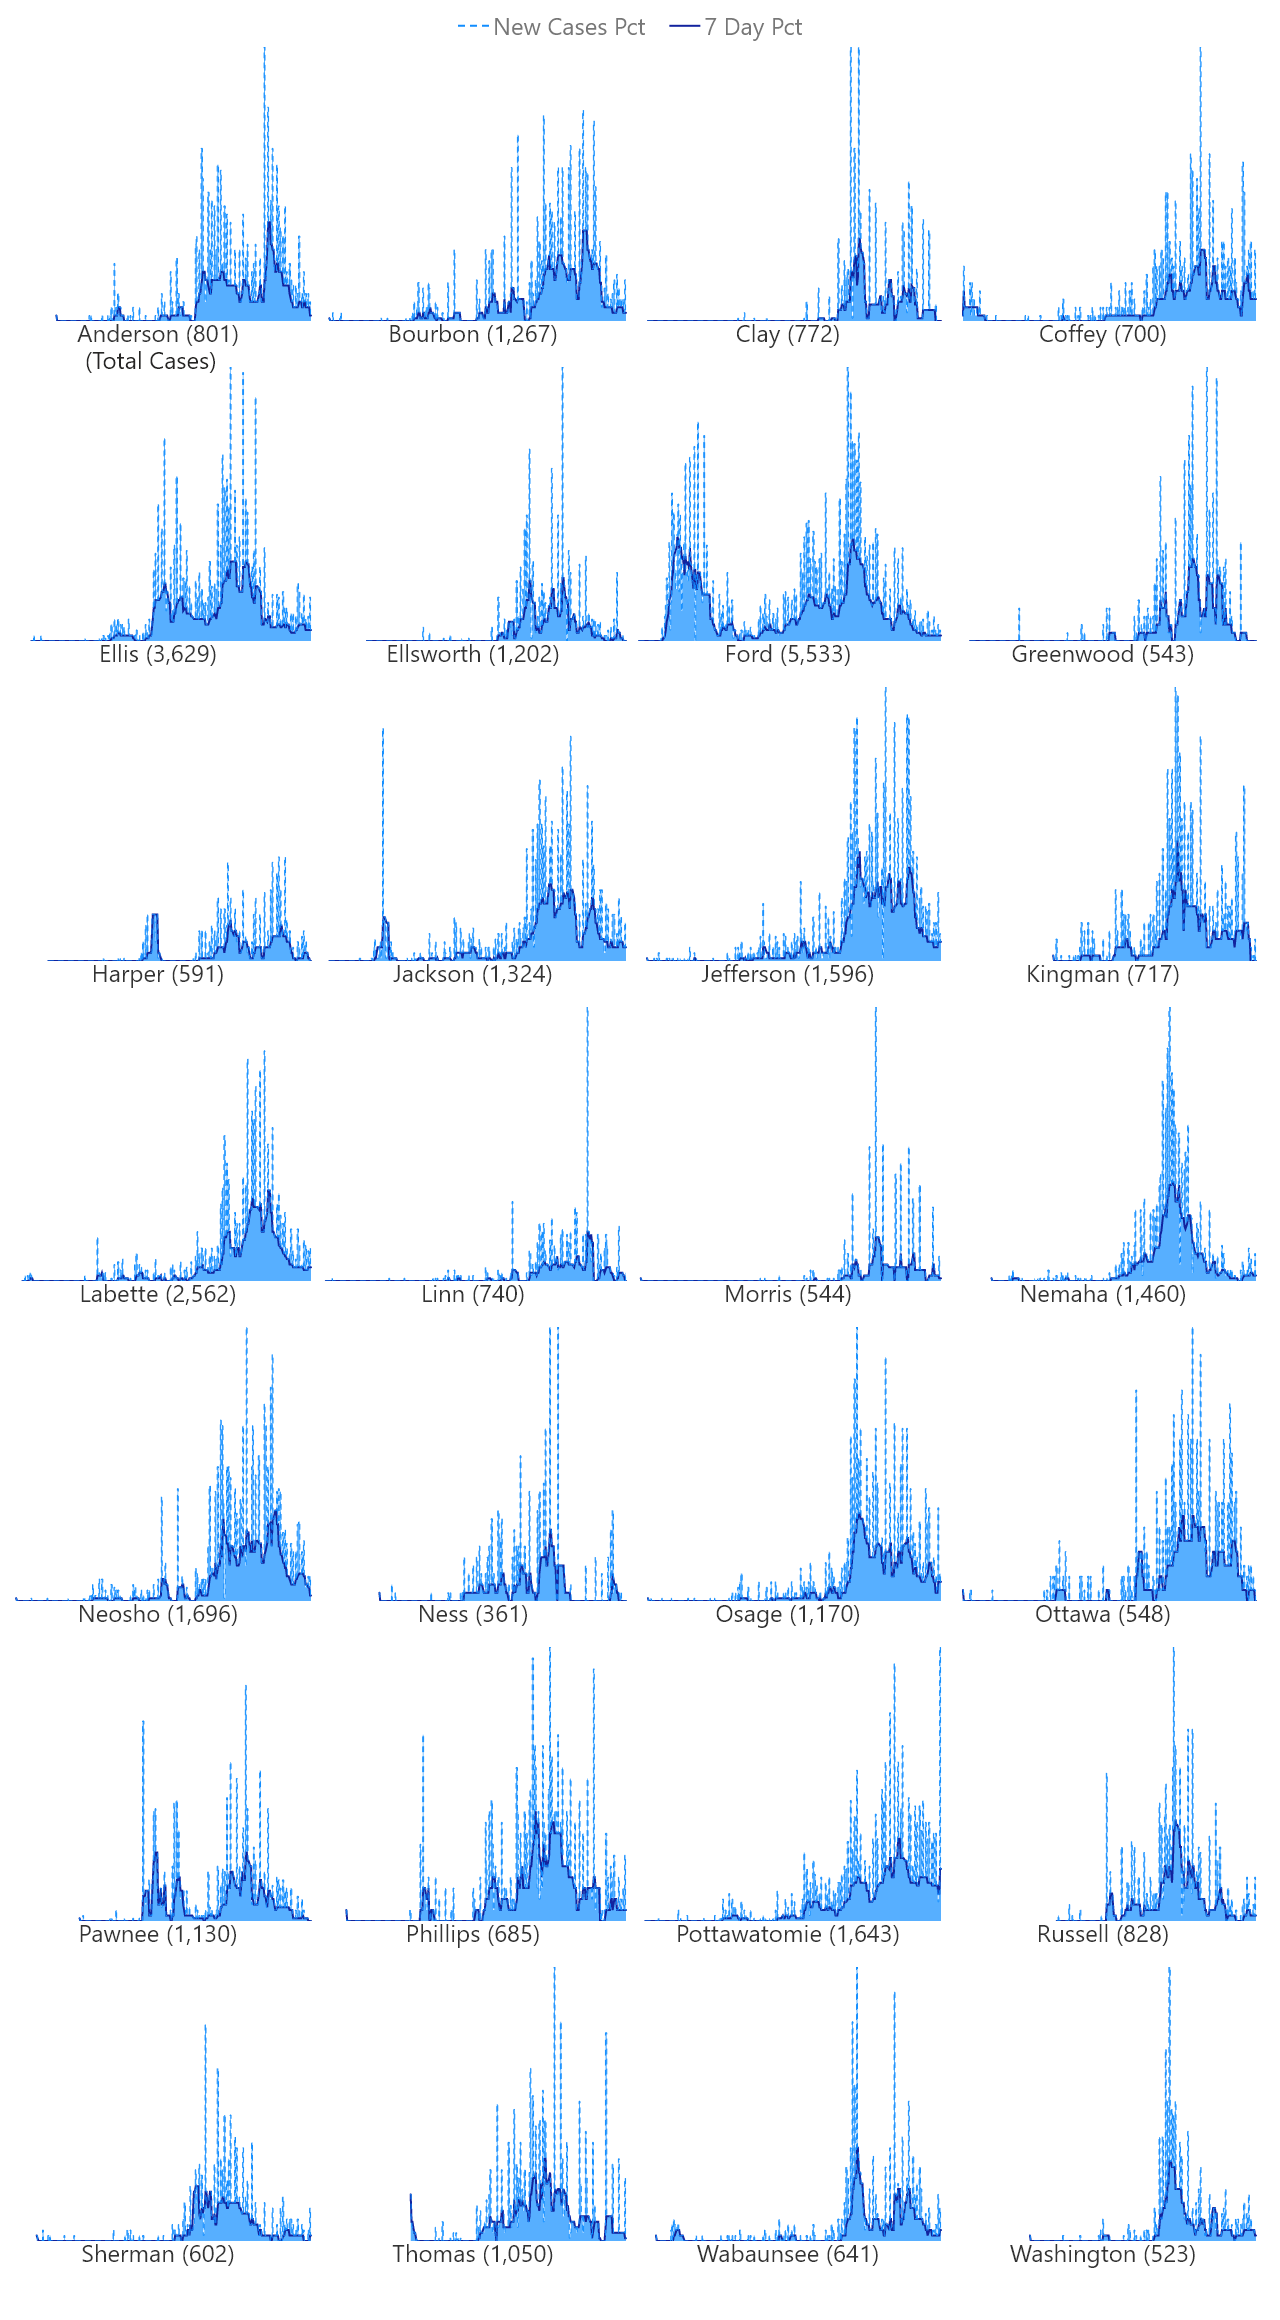 New Cases Pct 7 Day Pct
Anderson (801) Bourbon (1,267) Clay (772) Coffey (700)
(Total Cases)
Ellis (3,629) Ellsworth (1,202) Ford (5,533) Greenwood (543)
Harper (591) Jackson (1,324) Jefferson (1,596) Kingman (717)
Labette (2,562) Linn (740) Morris (544) Nemaha (1,460)
Neosho (1,696) Ness (361) Osage (1,170) Ottawa (548)
Pawnee (1,130) Phillips (685) Pottawatomie (1,643) Russell (828)
Sherman (602) Thomas (1,050) Wabaunsee (641) Washington (523)